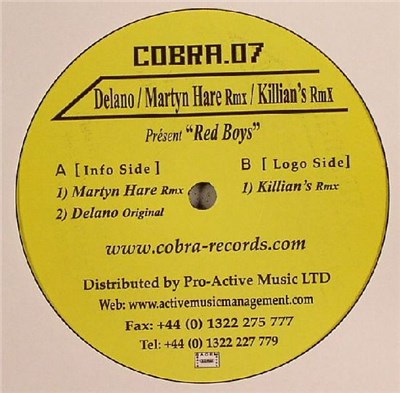 COBRA.07
Delano / Martyn Hare Rmx / Killian's Rmx
Présent "Red Boys"
A [Info Side]
1) Martyn Hare Rmx
2) Delano Original
B [ Logo Side]
1) Killian's Rmx
www.cobra-records.com
Distributed by Pro-Active Music LTD
Web: www.activemusicmanagement.com
Fax: +44 (0) 1322 275 777
Tel: +44 (0) 1322 227 779
SACEM